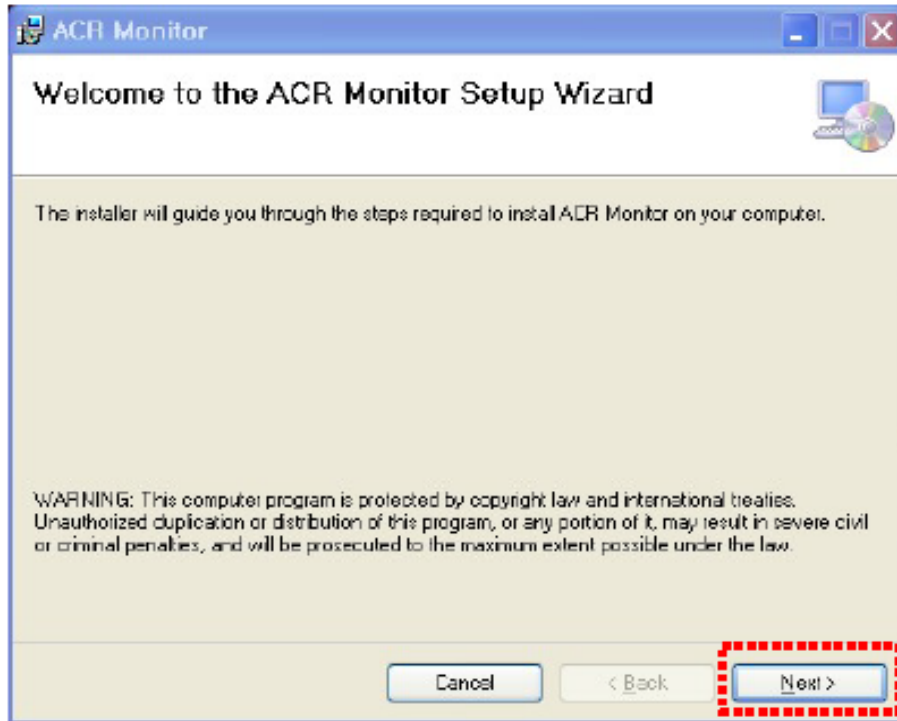 ACR Monitor
Welcome to the ACR Monitor Setup Wizard
The installer will guide you through the steps required to install ACR Monitor on your computer.
WARNING: This computer program is protected by copyright law and international treaties.
Unauthorized duplication or distribution of this program, or any portion of it, may result in severe civil
or criminal penalties, and will be prosecuted to the maximum extent possible under the law.
Cancel
< Back
Next >